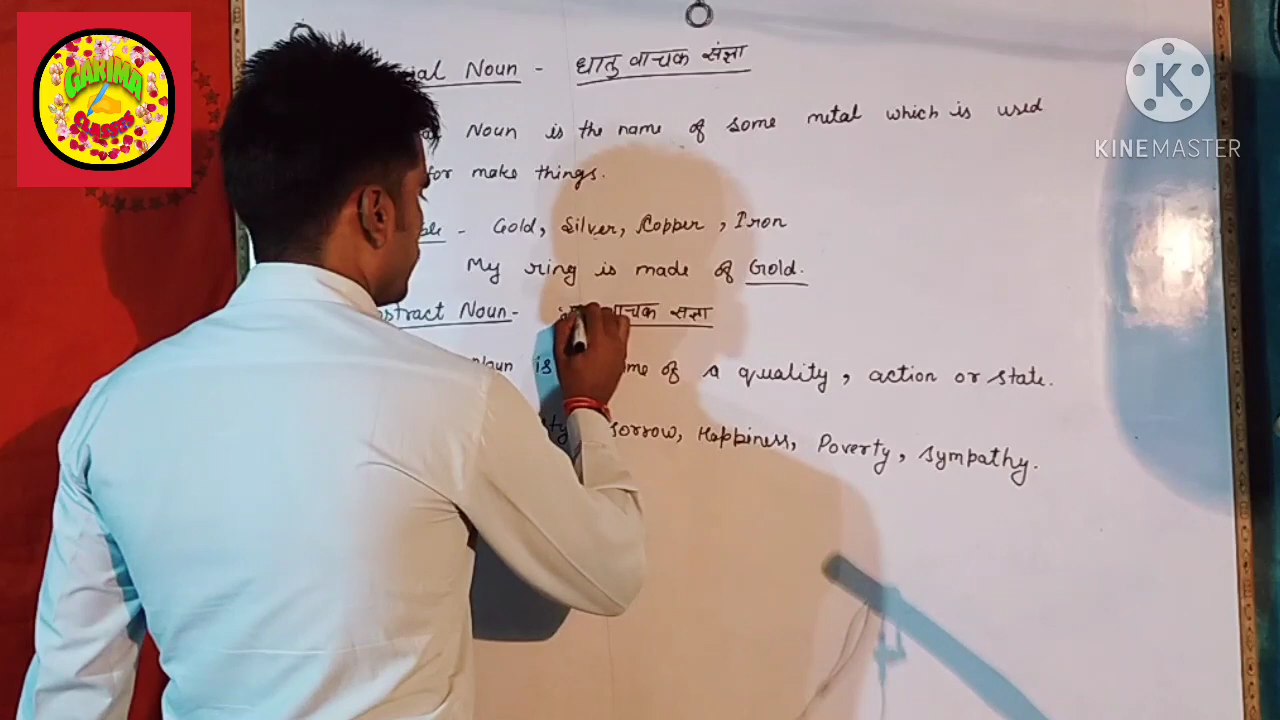 GARIMA
CLASSES
K
KINEMASTER
Noun - धातु वाचक संज्ञा
Noun is the name of some metal which is used
for make things.
Gold, Silver, Copper, Iron
My ring is made of Gold.
Noun- वाचक संज्ञा
Noun is of a quality, action or state.
Sorrow, Happiness, Poverty, Sympathy.